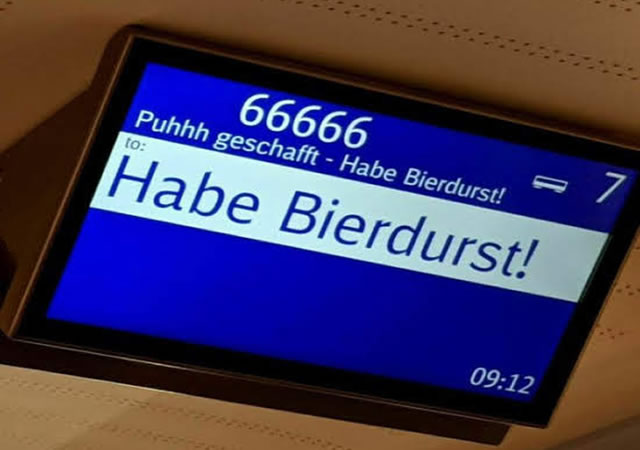 66666
Puhhh geschafft - Habe Bierdurst!
7
to:
Habe Bierdurst!
09:12